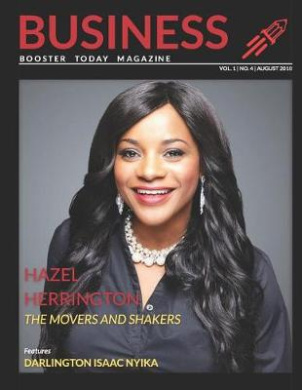 BUSINESS
BOOSTER TODAY MAGAZINE
VOL. 1 | NO. 4 | AUGUST 2018
HAZEL
HERRINGTON
THE MOVERS AND SHAKERS
Features
DARLINGTON ISAAC NYIKA